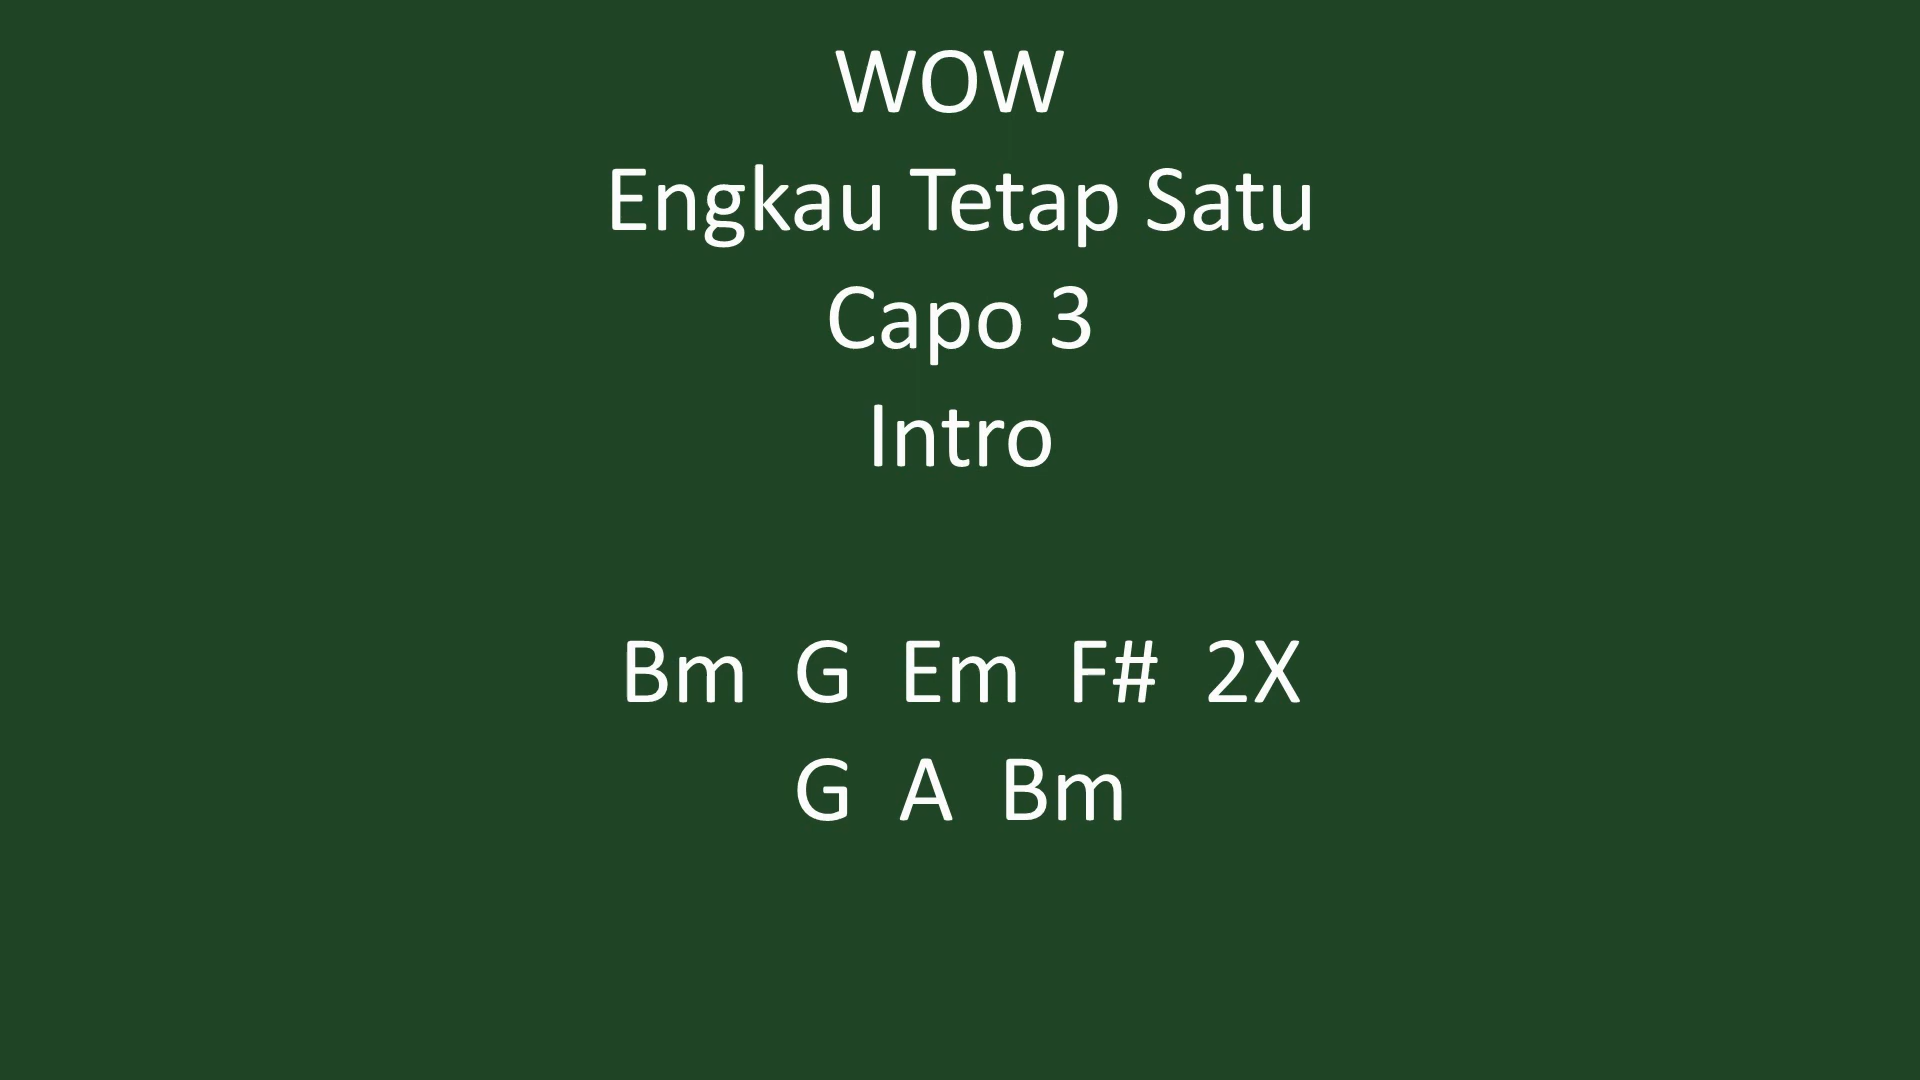 WOW
Engkau Tetap Satu
Capo 3
Intro
Bm G Em F# 2X
G A Bm